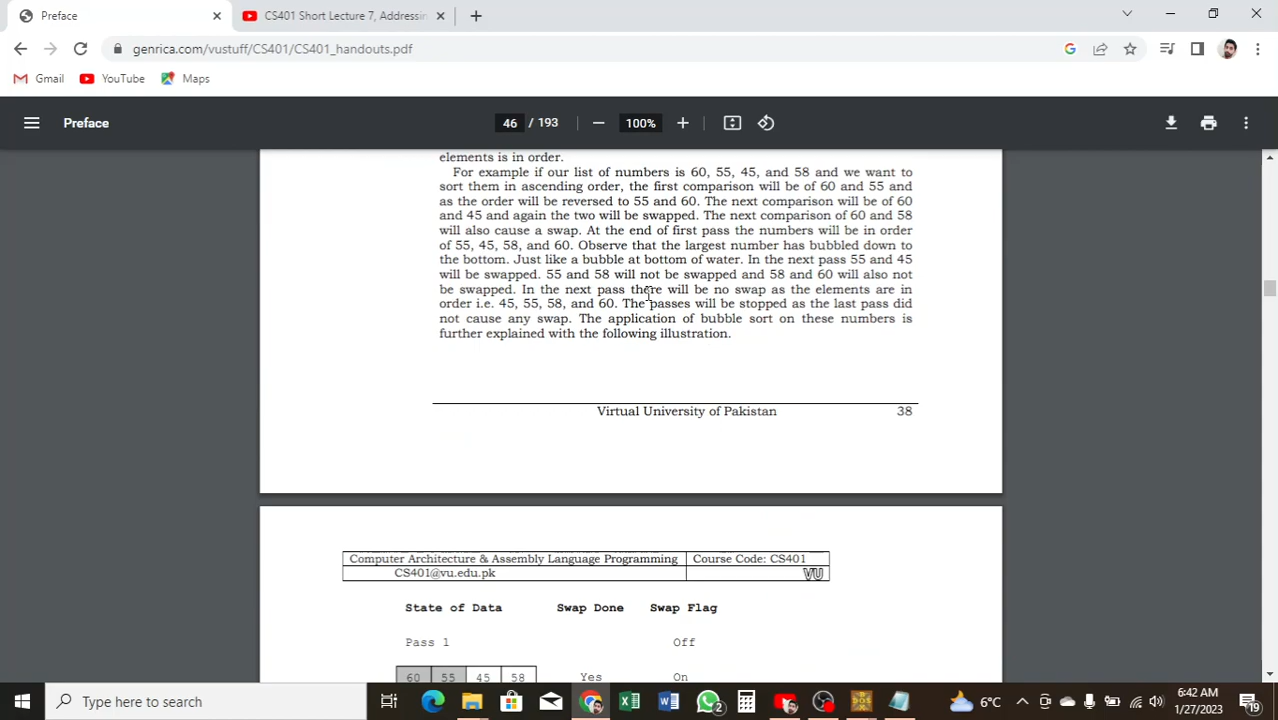 Preface
CS401 Short Lecture 7, Addressin
genrica.com/vustuff/CS401/CS401_handouts.pdf
Gmail
YouTube
Maps
Preface
46 / 193
100%
elements is in order.
For example if our list of numbers is 60, 55, 45, and 58 and we want to
sort them in ascending order, the first comparison will be of 60 and 55 and
as the order will be reversed to 55 and 60. The next comparison will be of 60
and 45 and again the two will be swapped. The next comparison of 60 and 58
will also cause a swap. At the end of first pass the numbers will be in order
of 55, 45, 58, and 60. Observe that the largest number has bubbled down to
the bottom. Just like a bubble at bottom of water. In the next pass 55 and 45
will be swapped. 55 and 58 will not be swapped and 58 and 60 will also not
be swapped. In the next pass there will be no swap as the elements are in
order i.e. 45, 55, 58, and 60. The passes will be stopped as the last pass did
not cause any swap. The application of bubble sort on these numbers is
further explained with the following illustration.
Virtual University of Pakistan 38
Computer Architecture & Assembly Language Programming Course Code: CS401
CS401@vu.edu.pk VU
State of Data Swap Done Swap Flag
Pass 1 Off
60 55 45 58 Yes On
Type here to search
2
6°C
6:42 AM
1/27/2023
19